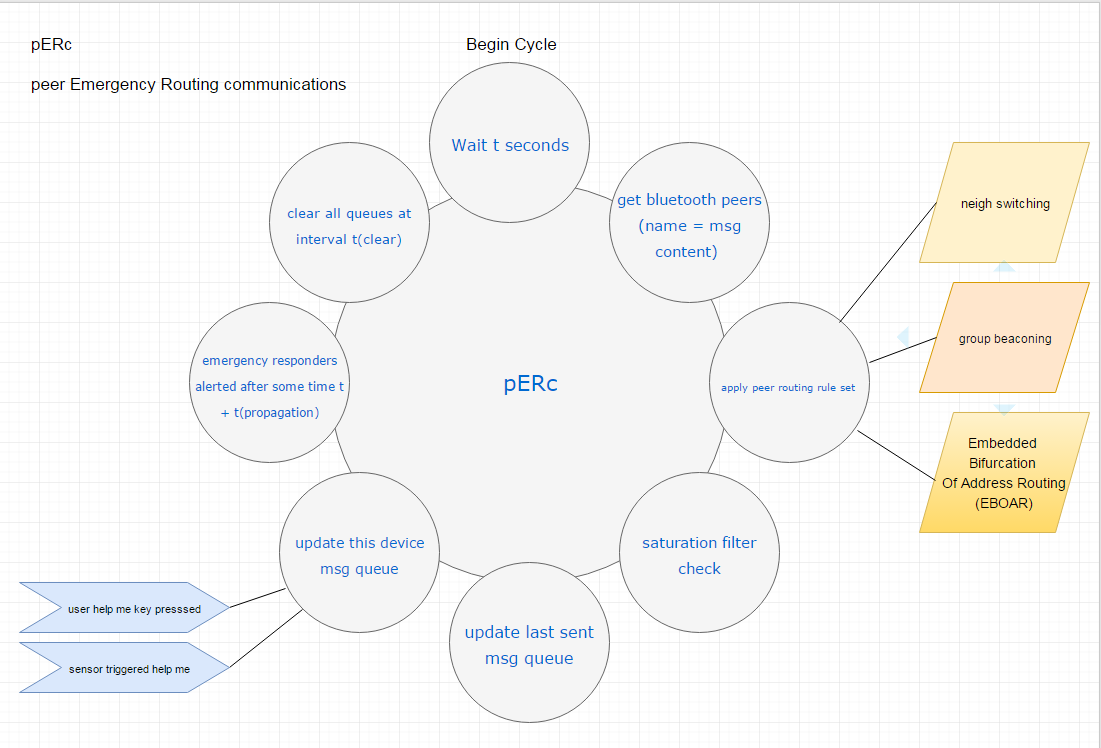 pERc
peer Emergency Routing communications
Begin Cycle
Wait t seconds
get bluetooth peers
(name = msg
content)
apply peer routing rule set
neigh switching
group beaconing
Embedded
Bifurcation
Of Address Routing
(EBOAR)
saturation filter
check
update last sent
msg queue
update this device
msg queue
user help me key presssed
sensor triggered help me
emergency responders
alerted after some time t
+ t(propagation)
clear all queues at
interval t(clear)
pERc